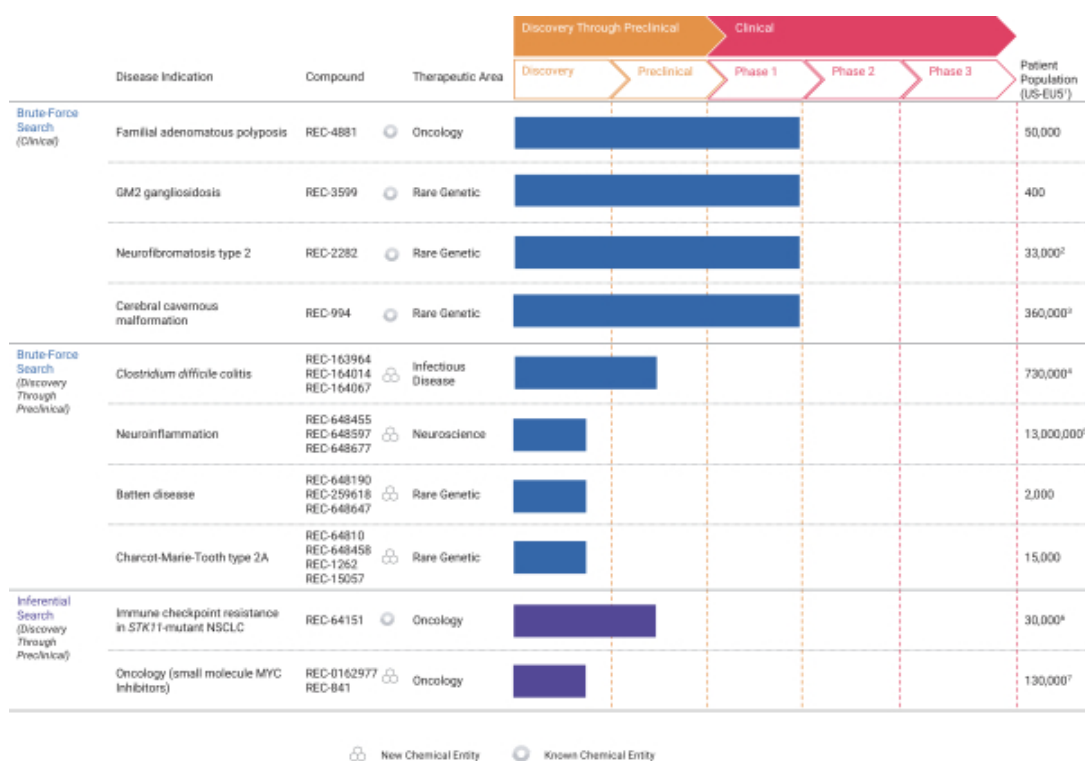 Discovery Through Preclinical
Clinical
Disease Indication
Compound
Therapeutic Area
Discovery
Preclinical
Phase 1
Phase 2
Phase 3
Patient
Population
(US-EU5¹)
Brute-Force
Search
(Clinical)
Familial adenomatous polyposis
REC-4881
Oncology
50,000
GM2 gangliosidosis
REC-3599
Rare Genetic
400
Neurofibromatosis type 2
REC-2282
Rare Genetic
33,000²
Cerebral cavernous
malformation
REC-994
Rare Genetic
360,000³
Brute-Force
Search
(Discovery
Through
Preclinical)
Clostridium difficile colitis
REC-163964
REC-164014
REC-164067
Infectious
Disease
730,000⁴
Neuroinflammation
REC-648455
REC-648597
REC-648677
Neuroscience
13,000,000⁵
Batten disease
REC-648190
REC-259618
REC-648647
Rare Genetic
2,000
Charcot-Marie-Tooth type 2A
REC-64810
REC-648458
REC-1262
REC-15057
Rare Genetic
15,000
Inferential
Search
(Discovery
Through
Preclinical)
Immune checkpoint resistance
in STK11-mutant NSCLC
REC-64151
Oncology
30,000⁶
Oncology (small molecule MYC
Inhibitors)
REC-0162977
REC-841
Oncology
130,000⁷
New Chemical Entity
Known Chemical Entity